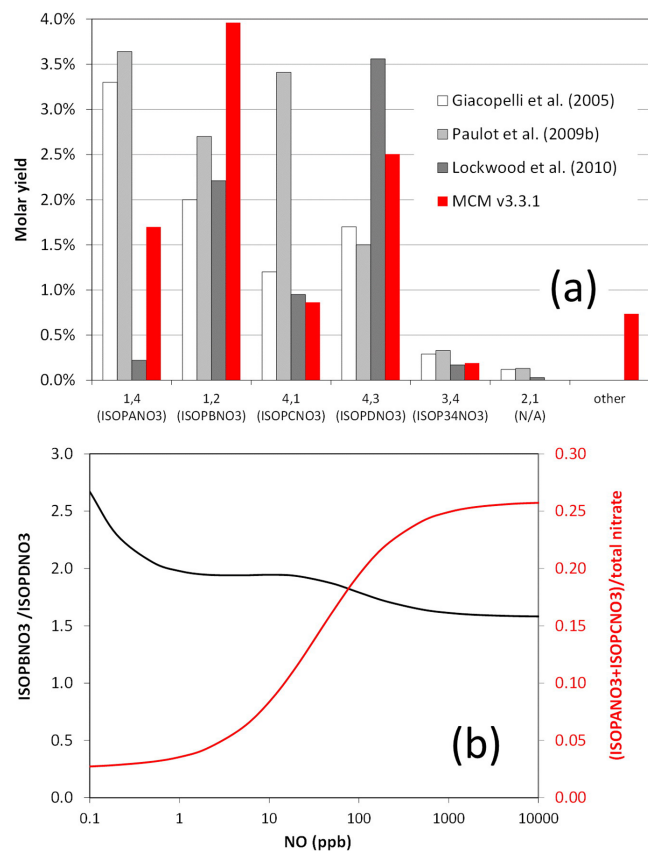 4.0%
3.5%
3.0%
2.5%
2.0%
1.5%
1.0%
0.5%
0.0%
Molar yield
Giacopelli et al. (2005)
Paulot et al. (2009b)
Lockwood et al. (2010)
MCM v3.3.1
(a)
1,4 1,2 4,1 4,3 3,4 2,1 other
(ISOPANO3) (ISOPBNO3) (ISOPCNO3) (ISOPDNO3) (ISOP34NO3) (N/A)
3.0 0.30
2.5 0.25
2.0 0.20
1.5 0.15
1.0 0.10
0.5 0.05
0.0 0.00
ISOPBNO3 /ISOPDNO3
(ISOPANO3+ISOPCNO3)/total nitrate
(b)
0.1 1 10 100 1000 10000
NO (ppb)